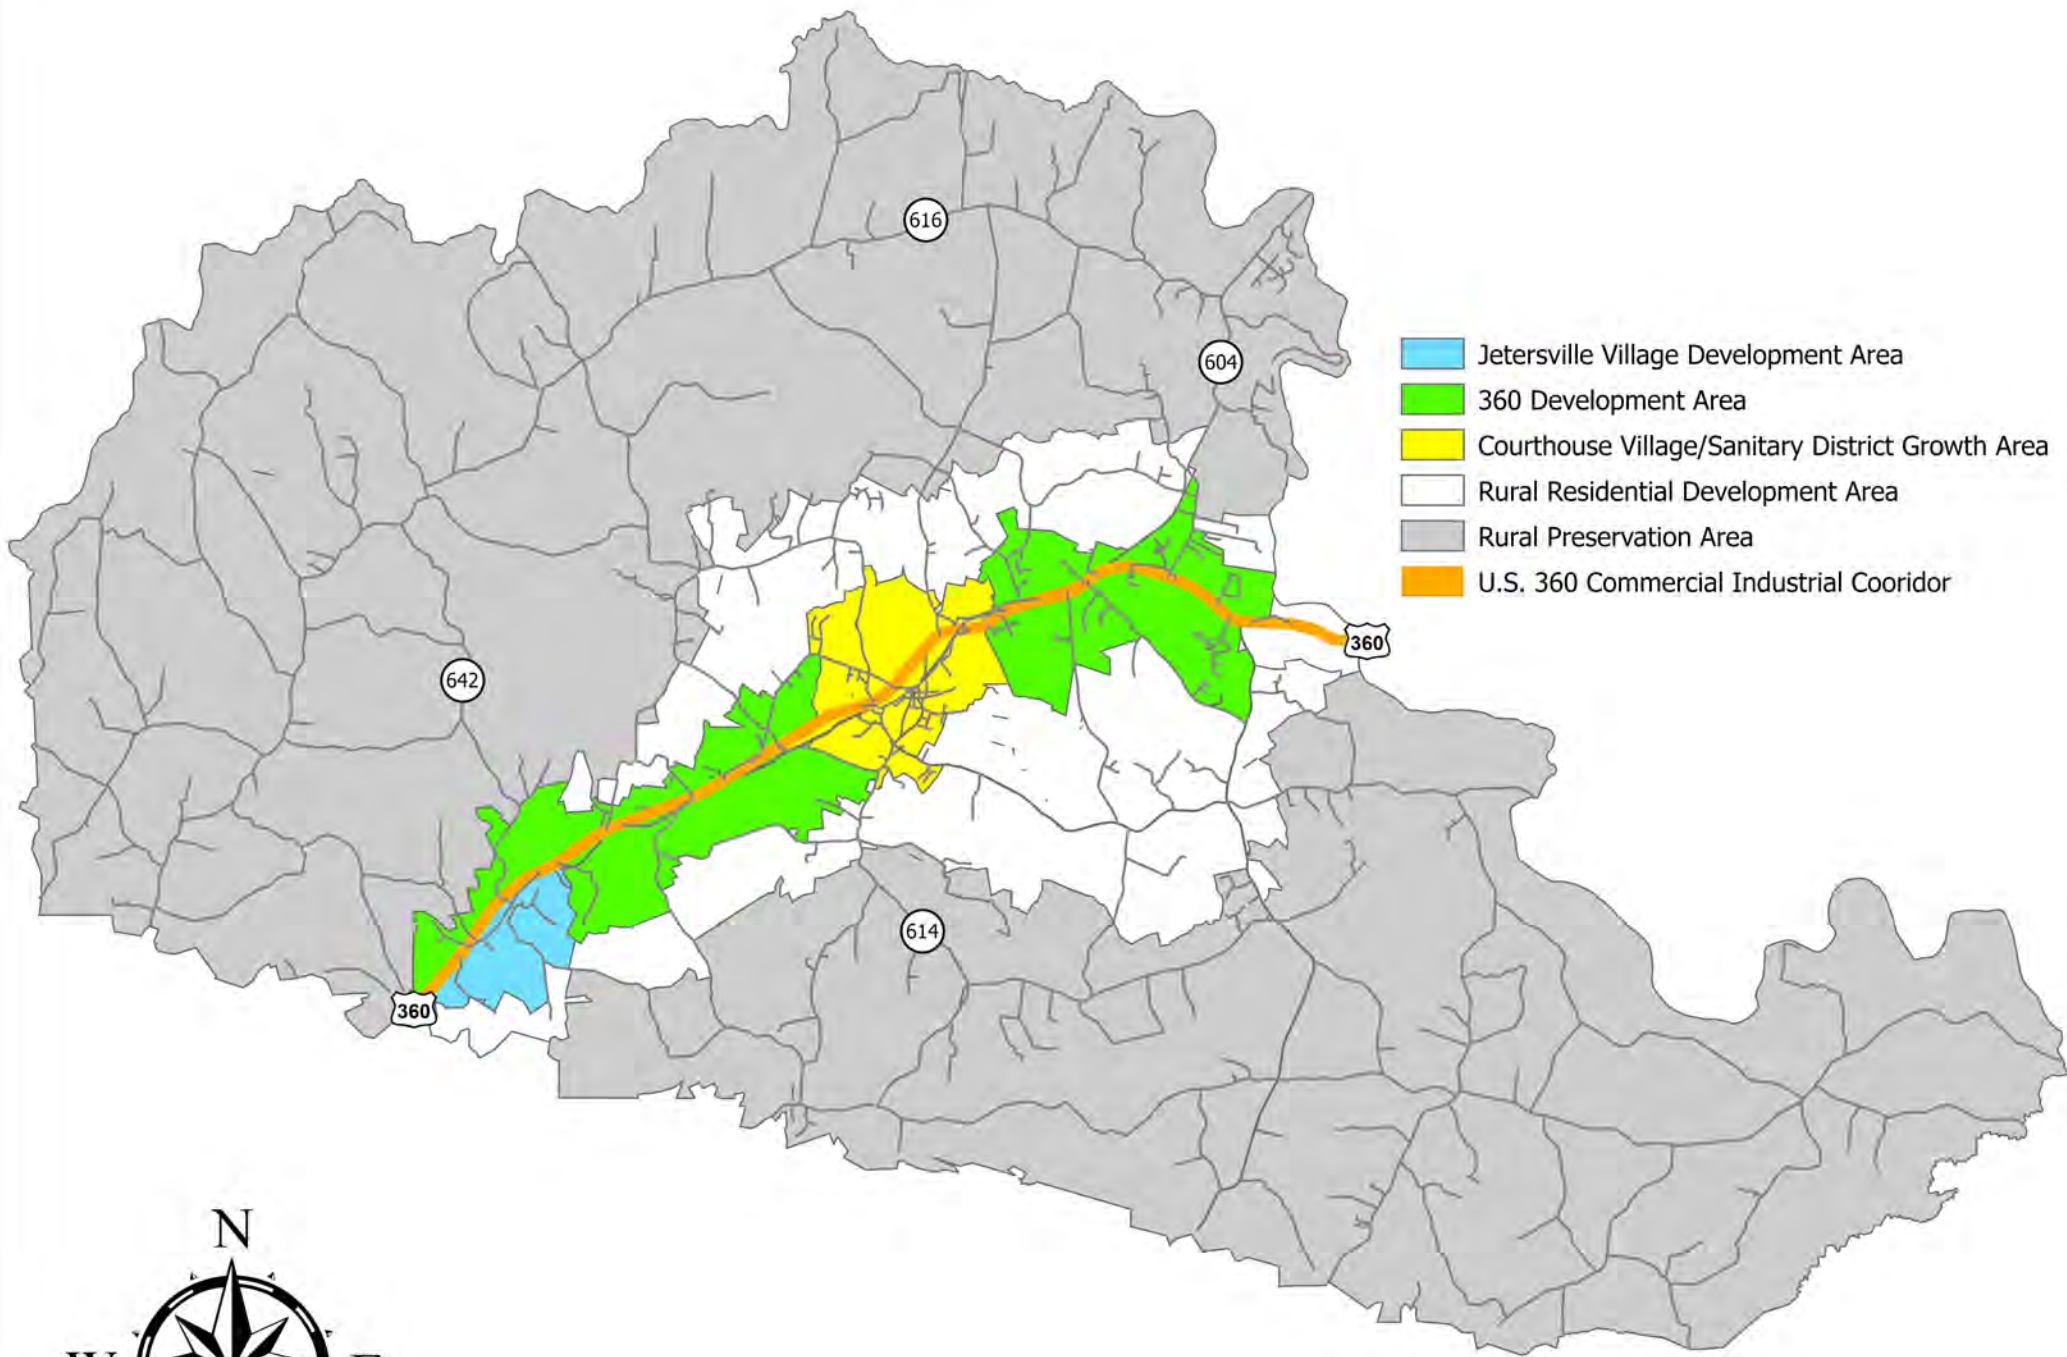 616
604
Jetersville Village Development Area
360 Development Area
Courthouse Village/Sanitary District Growth Area
Rural Residential Development Area
Rural Preservation Area
U.S. 360 Commercial Industrial Cooridor
360
642
614
360
N
W
E